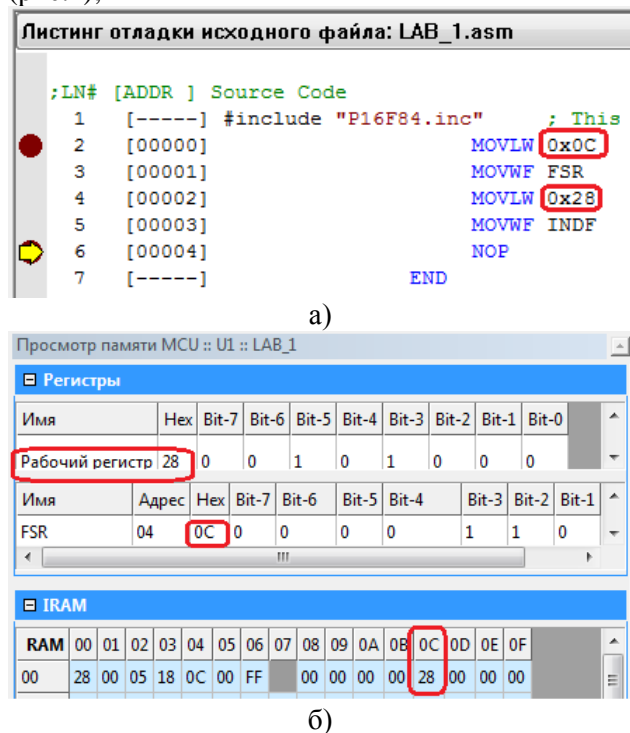 Листинг отладки исходного файла: LAB_1.asm
;LN# [ADDR ] Source Code
1 [-----] #include "P16F84.inc" ; This
2 [00000] MOVLW 0x0C
3 [00001] MOVWF FSR
4 [00002] MOVLW 0x28
5 [00003] MOVWF INDF
6 [00004] NOP
7 [-----] END
а)
Просмотр памяти MCU :: U1 :: LAB_1
Регистры
Имя Hex Bit-7 Bit-6 Bit-5 Bit-4 Bit-3 Bit-2 Bit-1 Bit-0
Рабочий регистр 28 0 0 1 0 1 0 0 0
Имя Адрес Hex Bit-7 Bit-6 Bit-5 Bit-4 Bit-3 Bit-2 Bit-1
FSR 04 0C 0 0 0 0 1 1 0
IRAM
RAM 00 01 02 03 04 05 06 07 08 09 0A 0B 0C 0D 0E 0F
00 28 00 05 18 0C 00 FF 00 00 00 00 28 00 00 00
б)